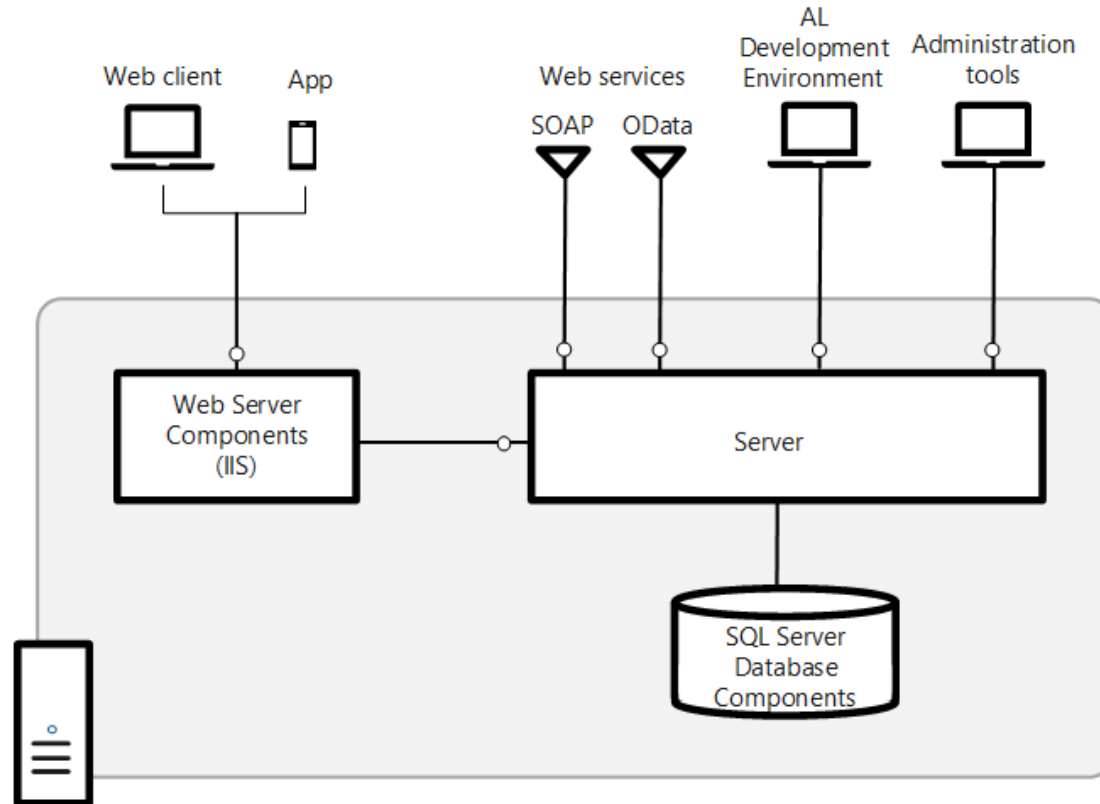 Web client
App
Web services
SOAP
OData
AL
Development
Environment
Administration
tools
Web Server
Components
(IIS)
Server
SQL Server
Database
Components